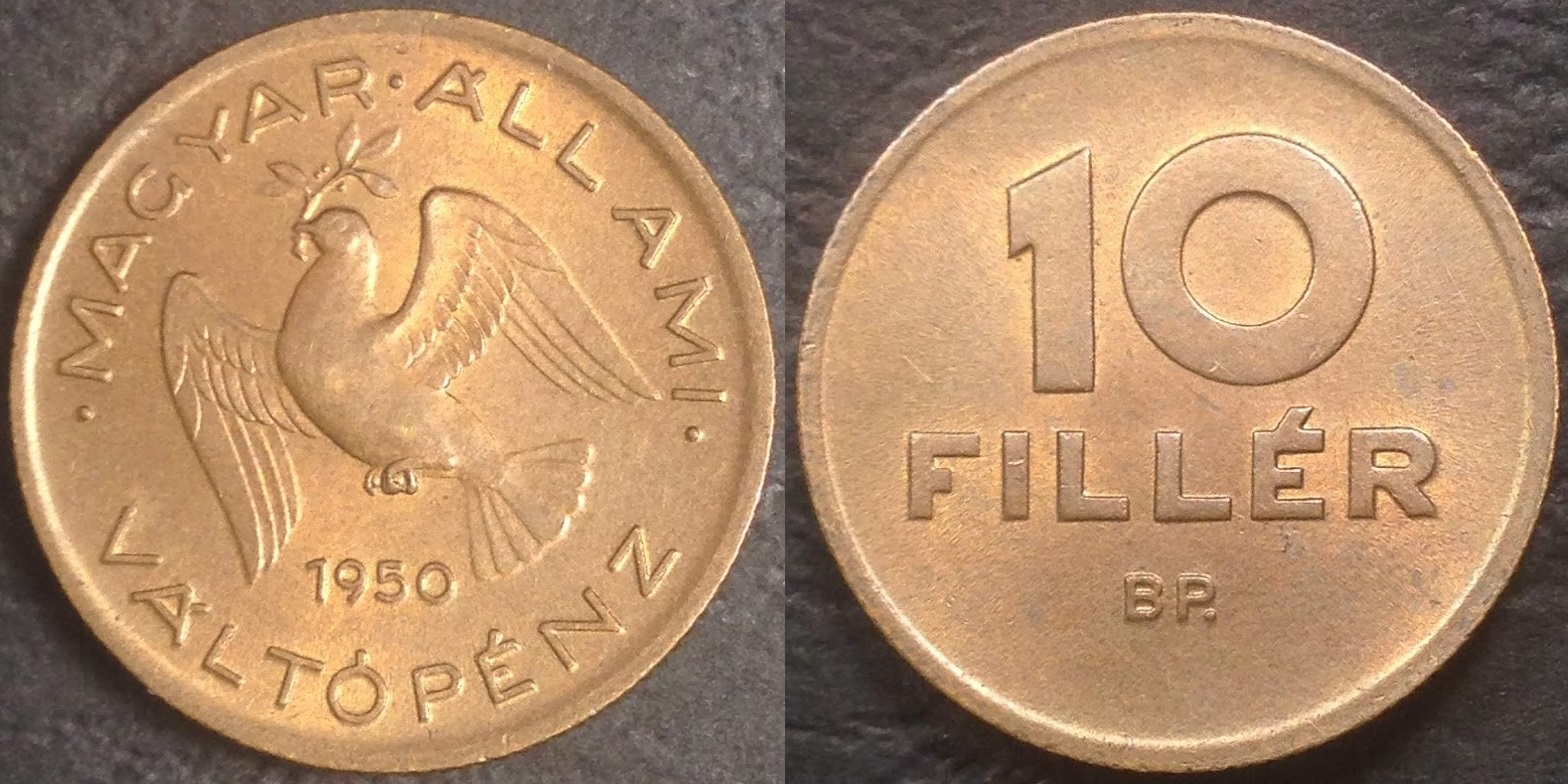 · MAGYAR · ÁLLAMI ·
VÁLTÓPÉNZ
1950
10
FILLÉR
BP.